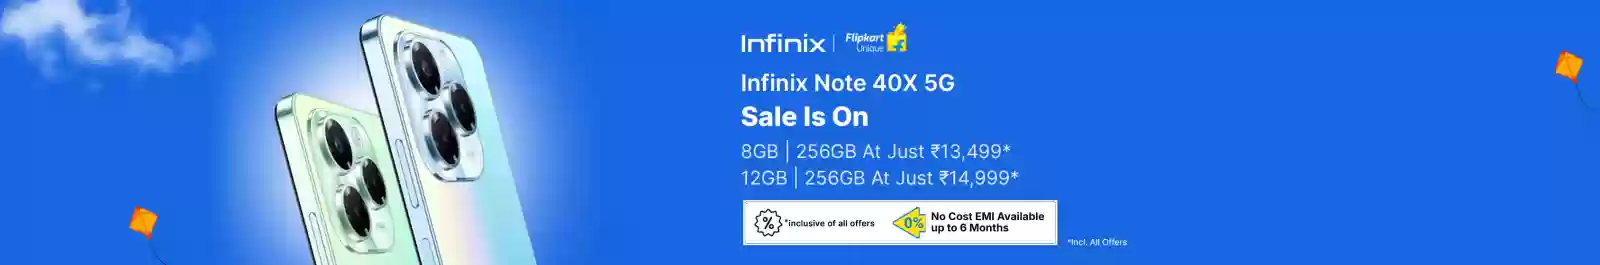 Infinix | Flipkart Unique
Infinix Note 40X 5G
Sale Is On
8GB | 256GB At Just ₹13,499*
12GB | 256GB At Just ₹14,999*
% *inclusive of all offers
0% No Cost EMI Available
up to 6 Months
*Incl. All Offers